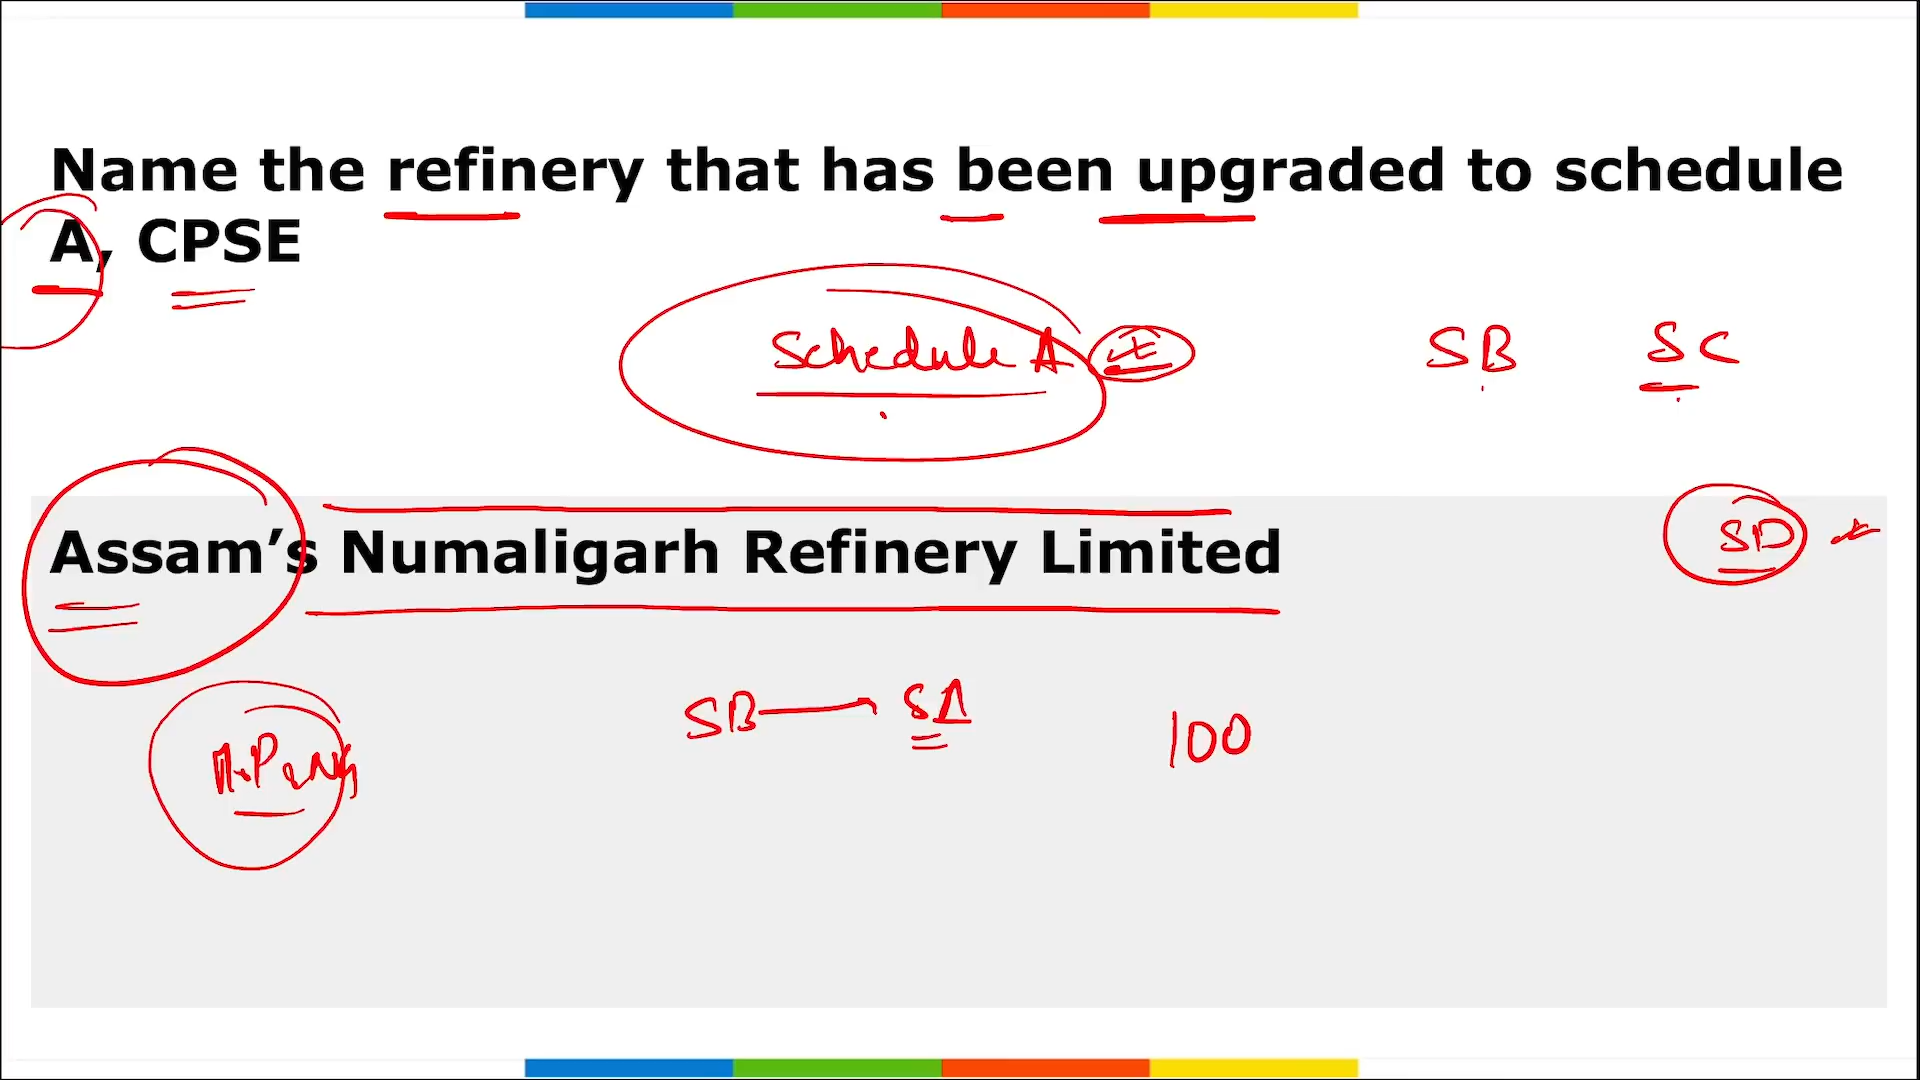 Name the refinery that has been upgraded to schedule
A, CPSE
Schedule A
SB SC
Assam’s Numaligarh Refinery Limited
SD
SB SA
100